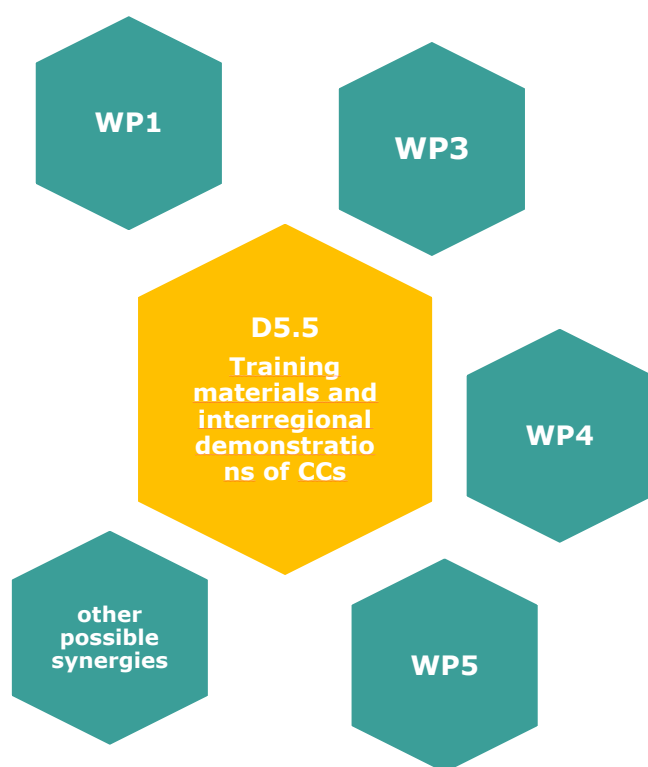 WP1
WP3
D5.5
Training
materials and
interregional
demonstratio
ns of CCs
WP4
other
possible
synergies
WP5